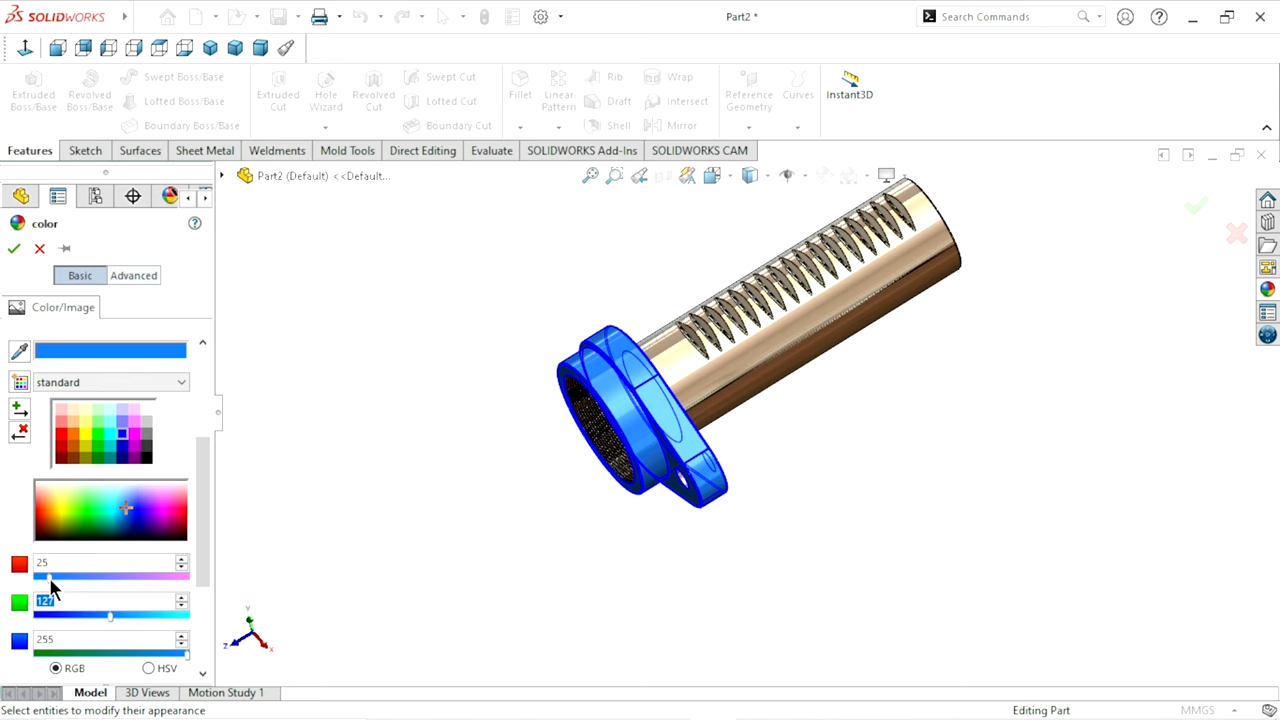 SOLIDWORKS
Part2 *
Search Commands
Extruded Boss/Base
Revolved Boss/Base
Swept Boss/Base
Lofted Boss/Base
Boundary Boss/Base
Extruded Cut
Hole Wizard
Revolved Cut
Swept Cut
Lofted Cut
Boundary Cut
Fillet
Linear Pattern
Rib
Draft
Shell
Wrap
Intersect
Mirror
Reference Geometry
Curves
Instant3D
Features
Sketch
Surfaces
Sheet Metal
Weldments
Mold Tools
Direct Editing
Evaluate
SOLIDWORKS Add-Ins
SOLIDWORKS CAM
Part2 (Default) <<Default...
color
Basic
Advanced
Color/Image
standard
25
127
255
RGB
HSV
Y
Z
X
Model
3D Views
Motion Study 1
Select entities to modify their appearance
Editing Part
MMGS